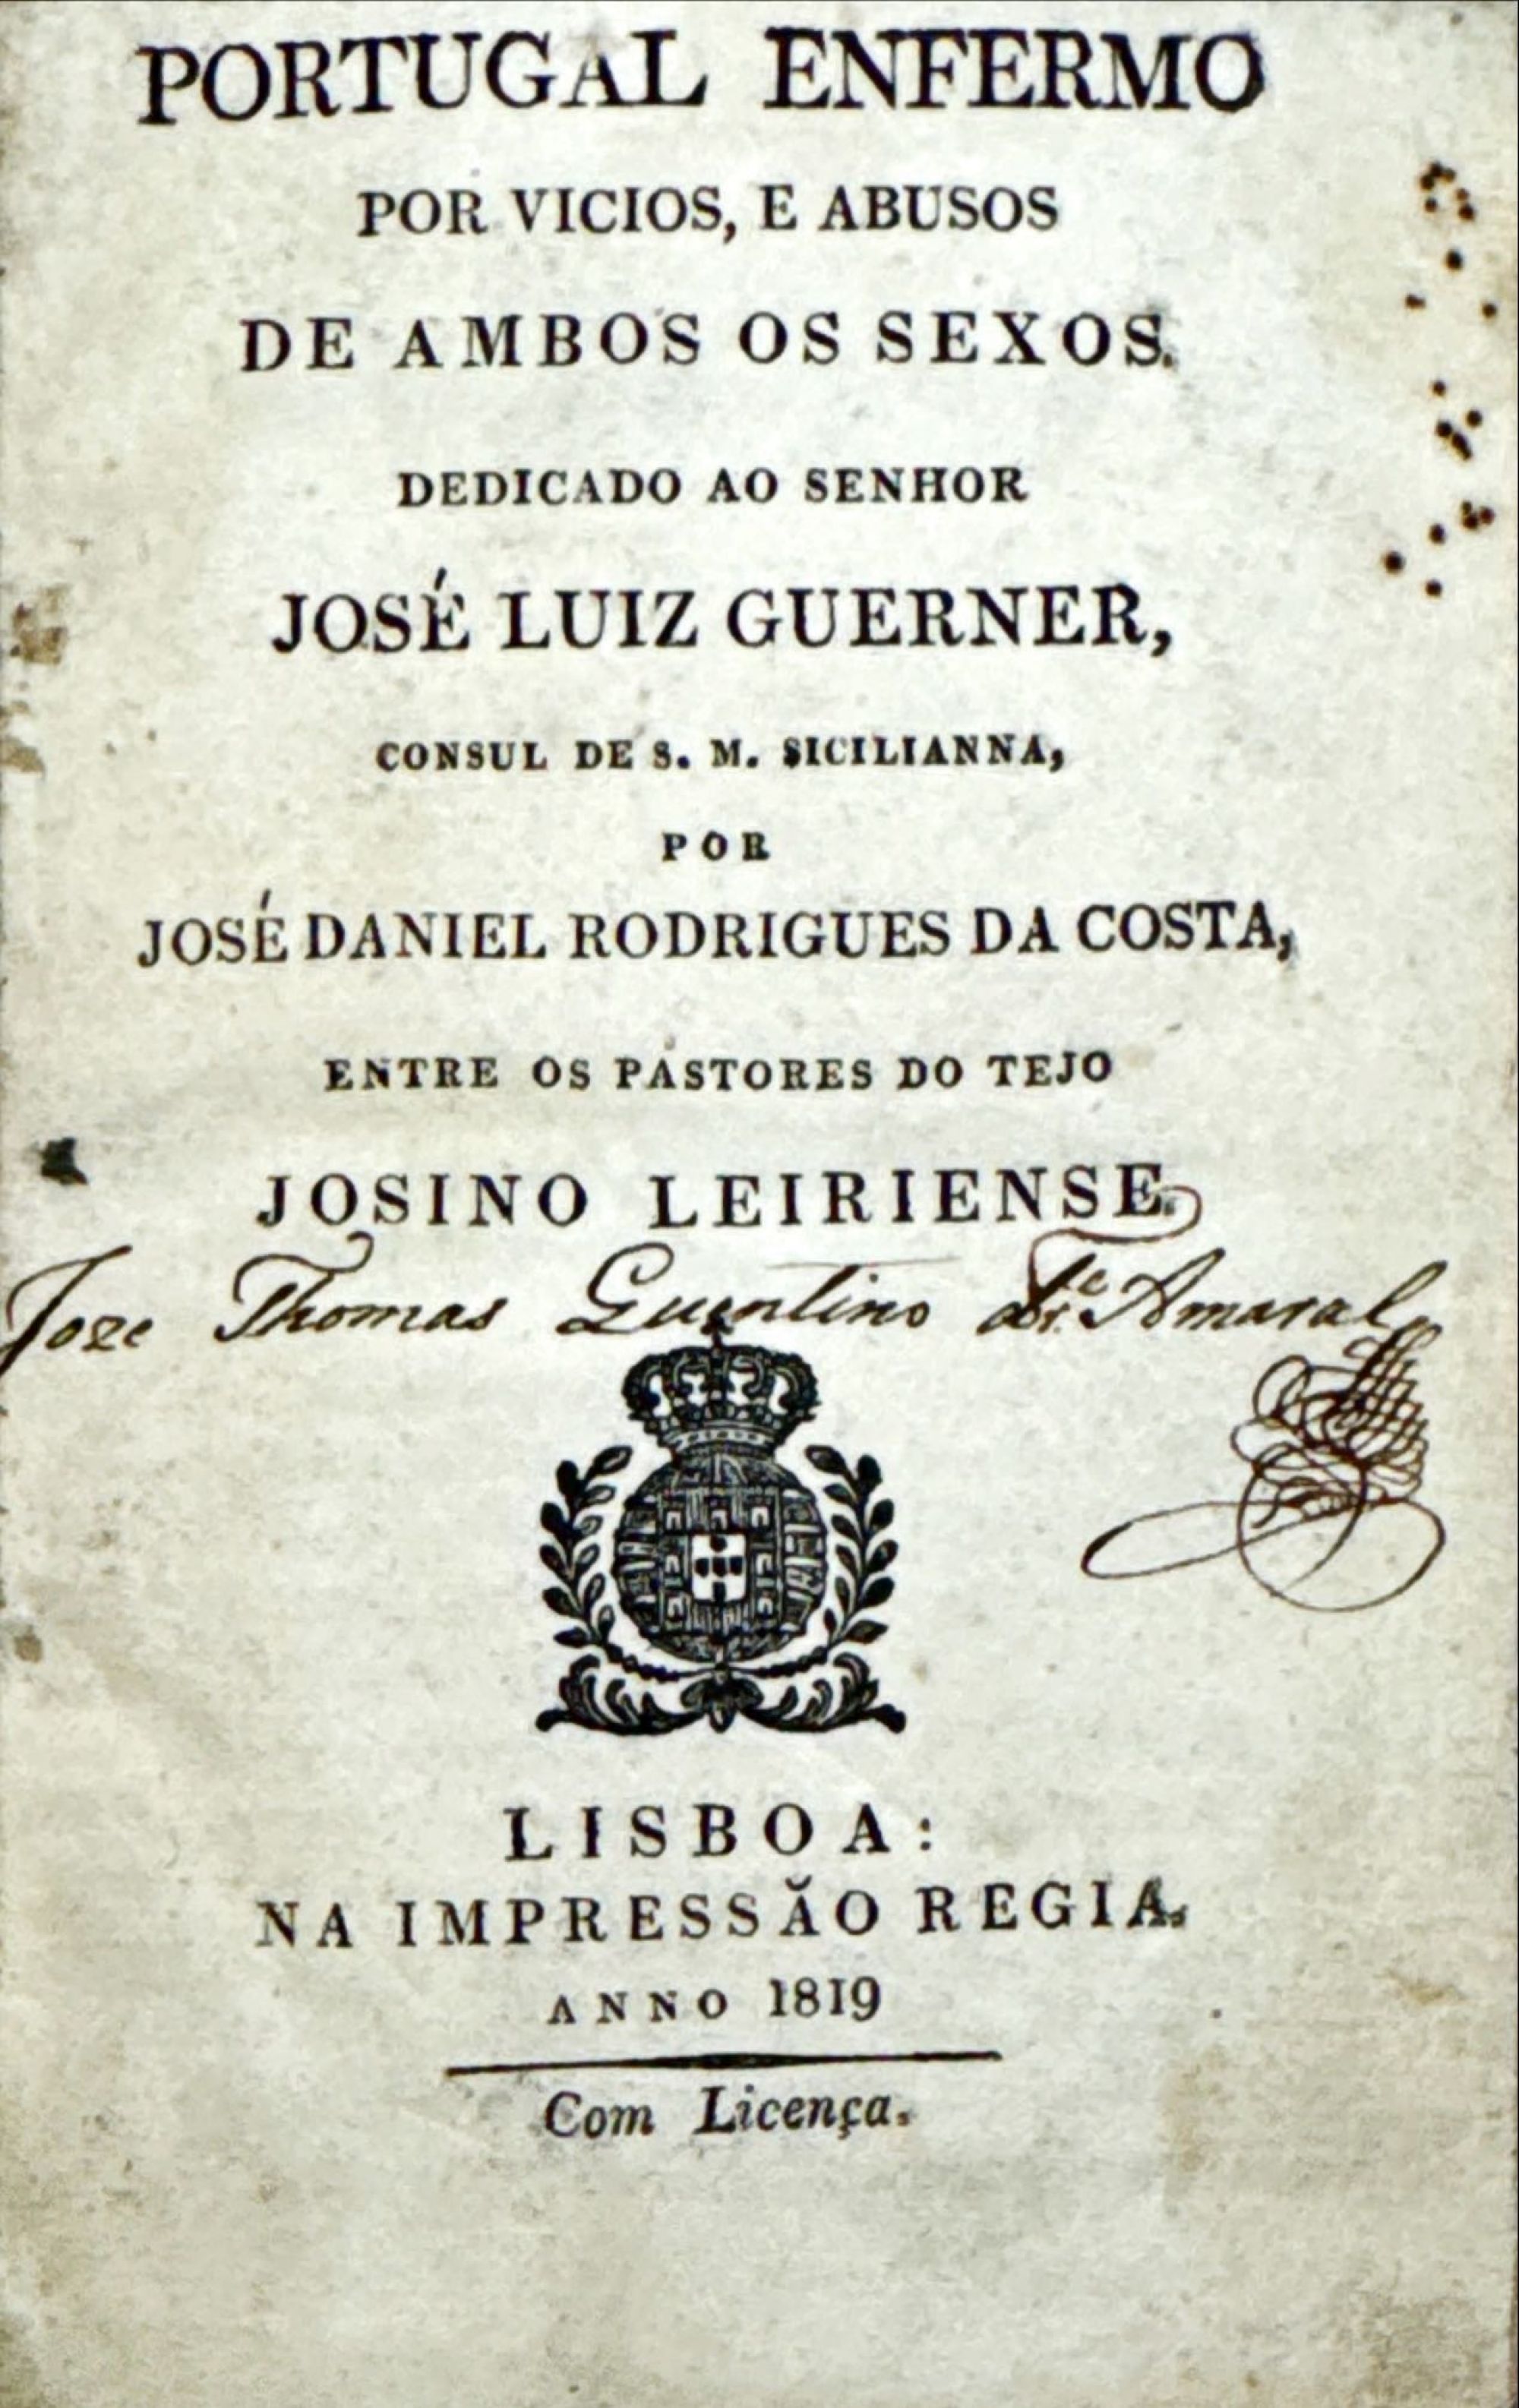 PORTUGAL ENFERMO
POR VICIOS, E ABUSOS
DE AMBOS OS SEXOS.
DEDICADO AO SENHOR
JOSÉ LUIZ GUERNER,
CONSUL DE S. M. SICILIANNA,
POR
JOSÉ DANIEL RODRIGUES DA COSTA,
ENTRE OS PASTORES DO TEJO
JOSINO LEIRIENSE.
Joze Thomas Quentino Amaral
LISBOA:
NA IMPRESSÃO REGIA.
ANNO 1819
Com Licença.